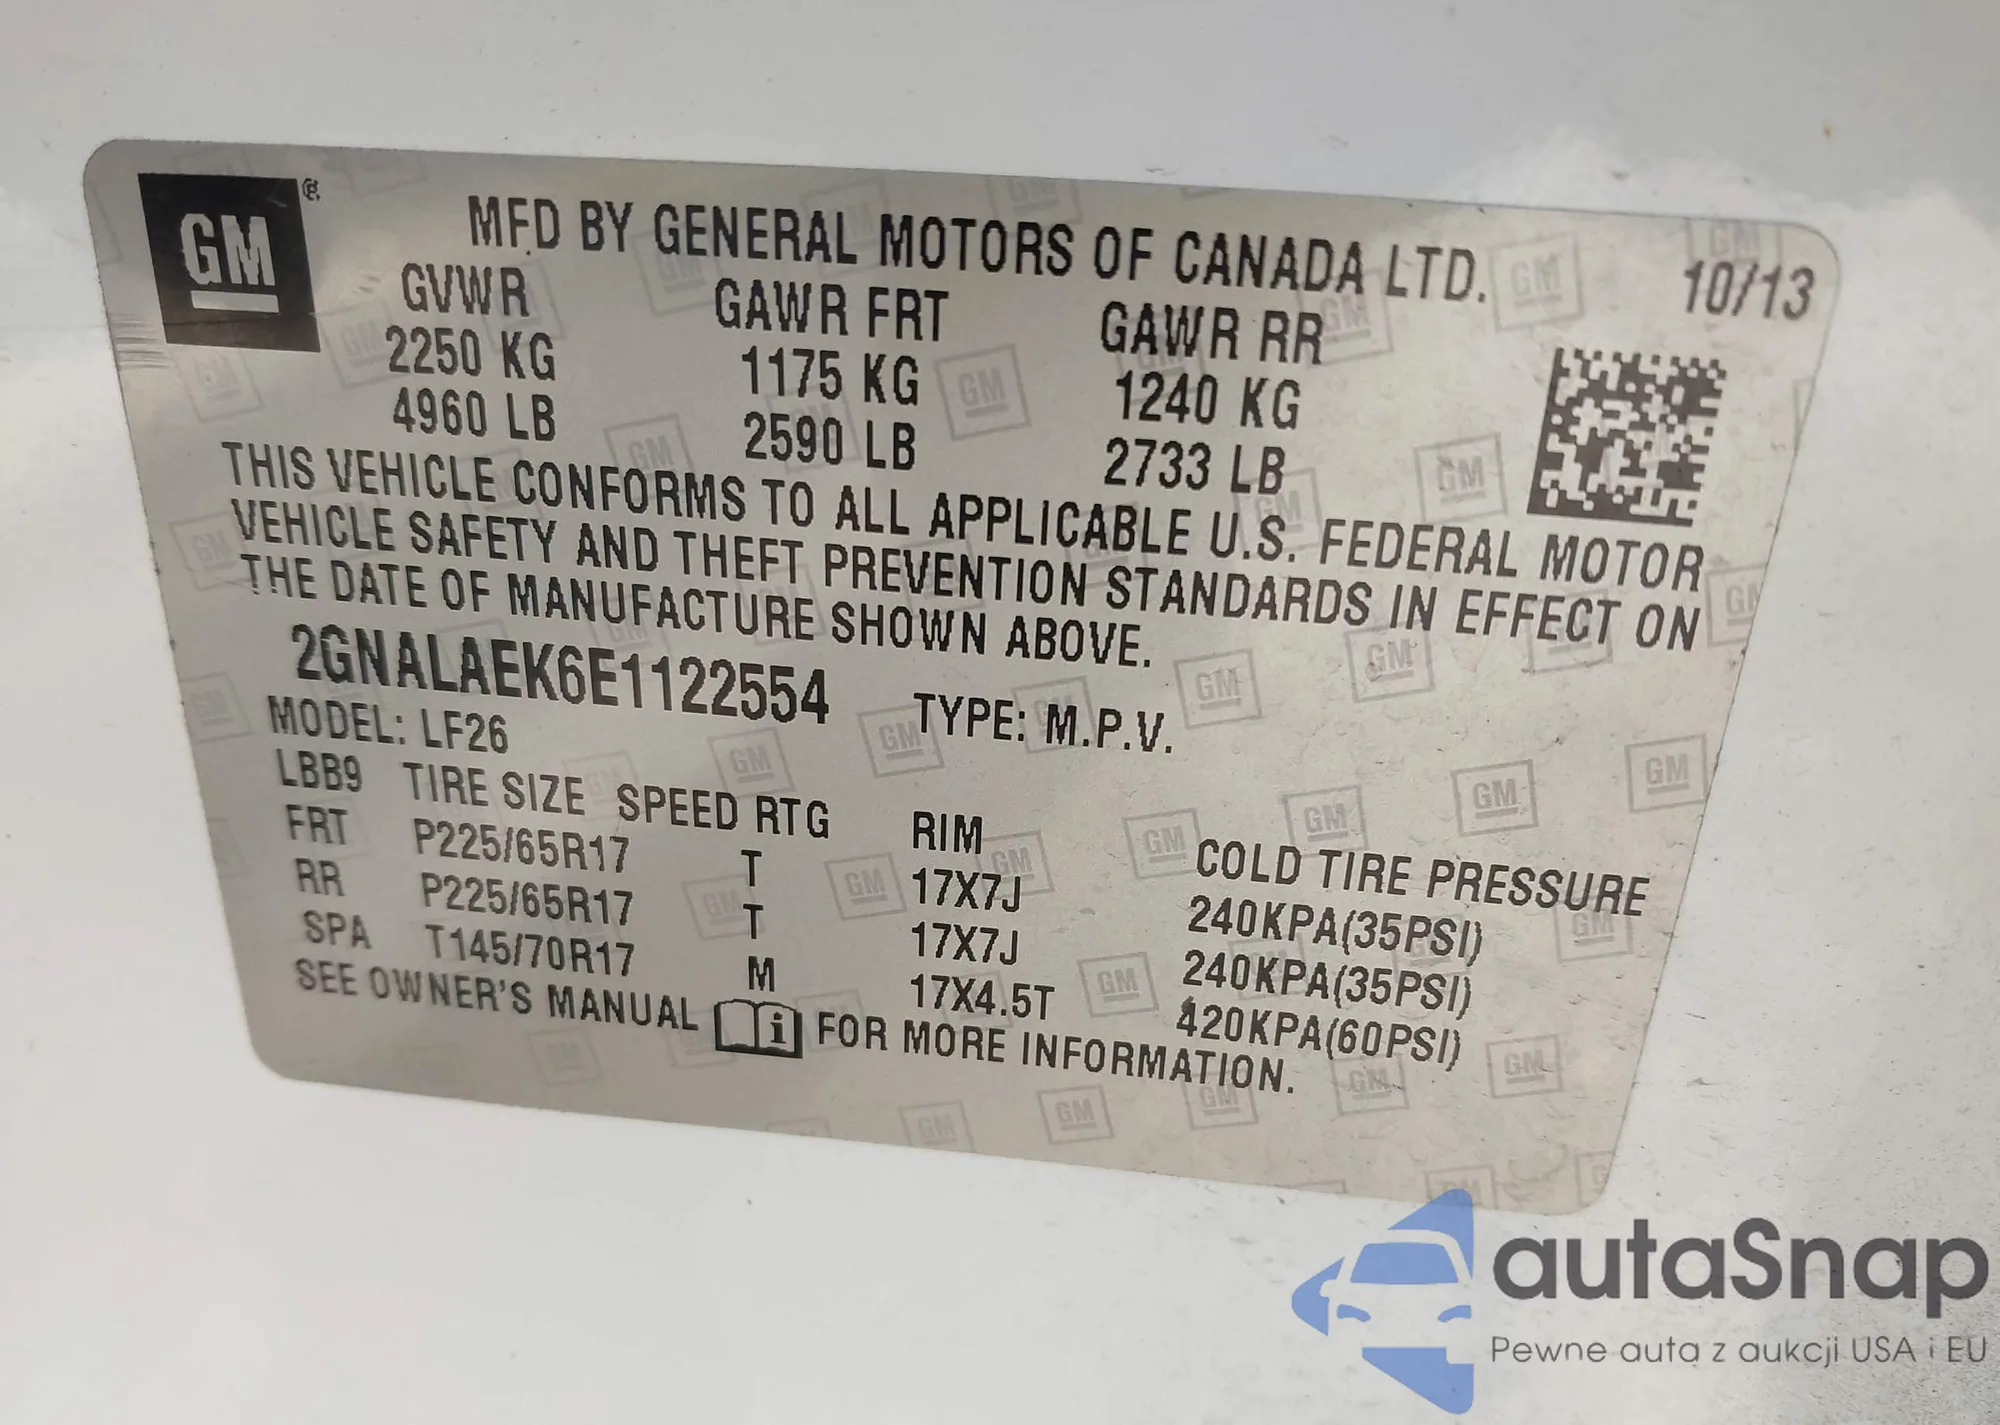 GM®
MFD BY GENERAL MOTORS OF CANADA LTD.
10/13
GVWR GAWR FRT GAWR RR
2250 KG 1175 KG 1240 KG
4960 LB 2590 LB 2733 LB
THIS VEHICLE CONFORMS TO ALL APPLICABLE U.S. FEDERAL MOTOR
VEHICLE SAFETY AND THEFT PREVENTION STANDARDS IN EFFECT ON
THE DATE OF MANUFACTURE SHOWN ABOVE.
2GNALAEK6E1122554 TYPE: M.P.V.
MODEL: LF26
LBB9 TIRE SIZE SPEED RTG RIM COLD TIRE PRESSURE
FRT P225/65R17 T 17X7J 240KPA(35PSI)
RR P225/65R17 T 17X7J 240KPA(35PSI)
SPA T145/70R17 M 17X4.5T 420KPA(60PSI)
SEE OWNER'S MANUAL i FOR MORE INFORMATION.
autaSnap
Pewne auta z aukcji USA i EU